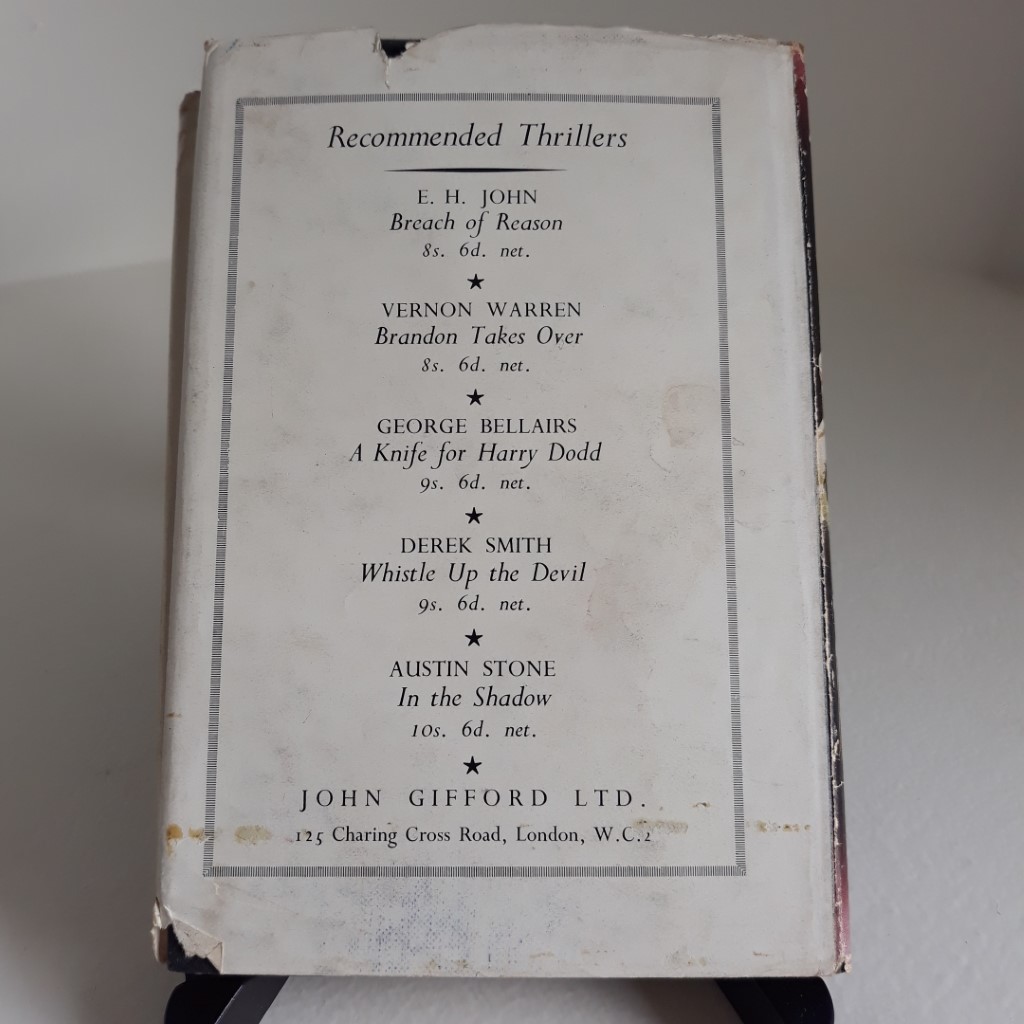 Recommended Thrillers
E. H. JOHN
Breach of Reason
8s. 6d. net.
VERNON WARREN
Brandon Takes Over
8s. 6d. net.
GEORGE BELLAIRS
A Knife for Harry Dodd
9s. 6d. net.
DEREK SMITH
Whistle Up the Devil
9s. 6d. net.
AUSTIN STONE
In the Shadow
10s. 6d. net.
JOHN GIFFORD LTD.
125 Charing Cross Road, London, W.C.2